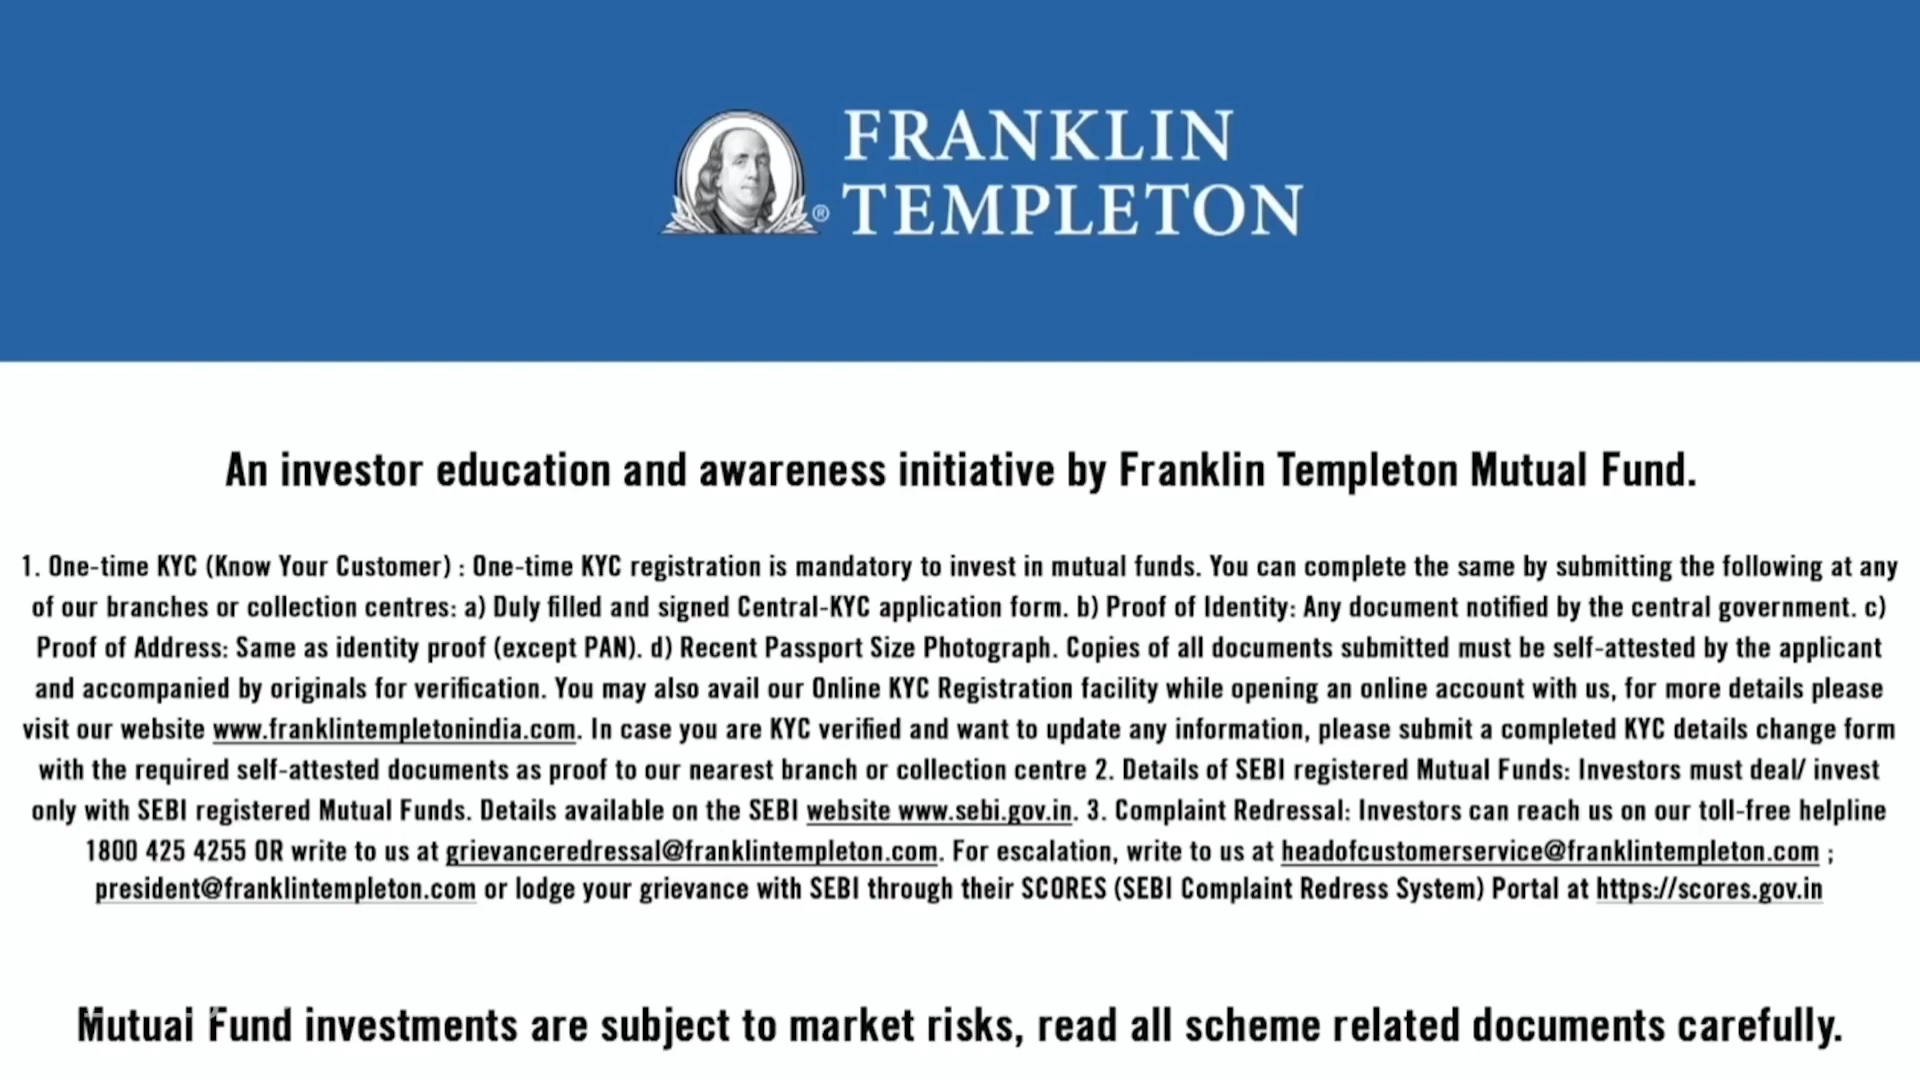 FRANKLIN
TEMPLETON
®
An investor education and awareness initiative by Franklin Templeton Mutual Fund.
1. One-time KYC (Know Your Customer) : One-time KYC registration is mandatory to invest in mutual funds. You can complete the same by submitting the following at any
of our branches or collection centres: a) Duly filled and signed Central-KYC application form. b) Proof of Identity: Any document notified by the central government. c)
Proof of Address: Same as identity proof (except PAN). d) Recent Passport Size Photograph. Copies of all documents submitted must be self-attested by the applicant
and accompanied by originals for verification. You may also avail our Online KYC Registration facility while opening an online account with us, for more details please
visit our website www.franklintempletonindia.com. In case you are KYC verified and want to update any information, please submit a completed KYC details change form
with the required self-attested documents as proof to our nearest branch or collection centre 2. Details of SEBI registered Mutual Funds: Investors must deal/ invest
only with SEBI registered Mutual Funds. Details available on the SEBI website www.sebi.gov.in. 3. Complaint Redressal: Investors can reach us on our toll-free helpline
1800 425 4255 OR write to us at grievanceredressal@franklintempleton.com. For escalation, write to us at headofcustomerservice@franklintempleton.com ;
president@franklintempleton.com or lodge your grievance with SEBI through their SCORES (SEBI Complaint Redress System) Portal at https://scores.gov.in
Mutual Fund investments are subject to market risks, read all scheme related documents carefully.